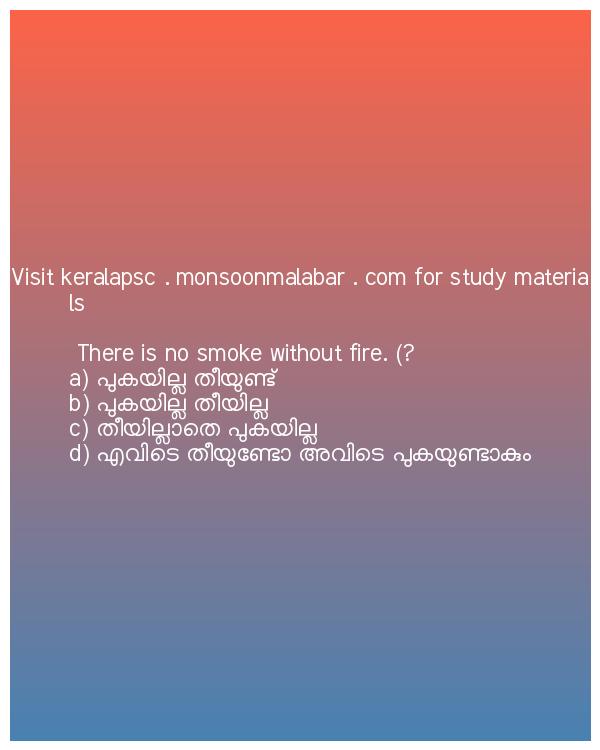 Visit keralapsc . monsoonmalabar . com for study materia
ls
There is no smoke without fire. (?
a) പുകയില്ല തീയുണ്ട്
b) പുകയില്ല തീയില്ല
c) തീയില്ലാതെ പുകയില്ല
d) എവിടെ തീയുണ്ടോ അവിടെ പുകയുണ്ടാകും